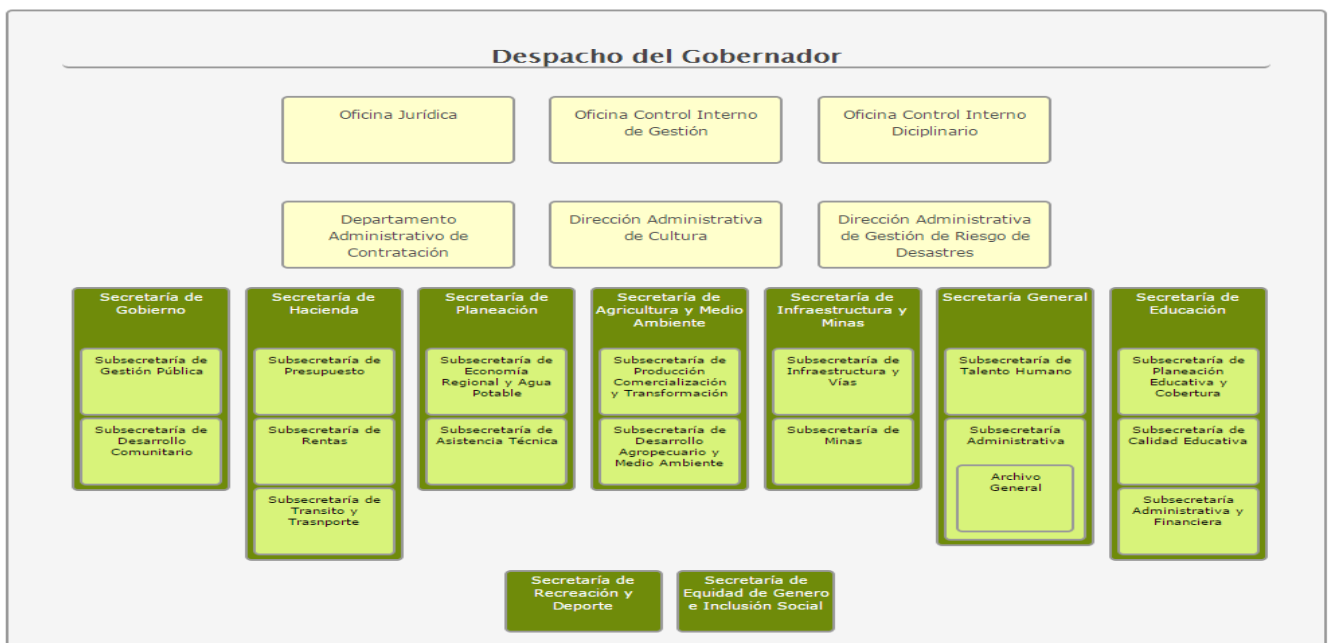 Despacho del Gobernador
Oficina Jurídica
Oficina Control Interno
de Gestión
Oficina Control Interno
Diciplinario
Departamento
Administrativo de
Contratación
Dirección Administrativa
de Cultura
Dirección Administrativa
de Gestión de Riesgo de
Desastres
Secretaría de
Gobierno
Subsecretaría de
Gestión Pública
Subsecretaría de
Desarrollo
Comunitario
Secretaría de
Hacienda
Subsecretaría de
Presupuesto
Subsecretaría de
Rentas
Subsecretaría de
Transito y
Trasnporte
Secretaría de
Planeación
Subsecretaría de
Economía
Regional y Agua
Potable
Subsecretaría de
Asistencia Técnica
Secretaría de
Agricultura y Medio
Ambiente
Subsecretaría de
Producción
Comercialización
y Transformación
Subsecretaría de
Desarrollo
Agropecuario y
Medio Ambiente
Secretaría de
Infraestructura y
Minas
Subsecretaría de
Infraestructura y
Vías
Subsecretaría de
Minas
Secretaría General
Subsecretaría de
Talento Humano
Subsecretaría
Administrativa
Archivo
General
Secretaría de
Educación
Subsecretaría de
Planeación
Educativa y
Cobertura
Subsecretaría de
Calidad Educativa
Subsecretaría
Administrativa y
Financiera
Secretaría de
Recreación y
Deporte
Secretaría de
Equidad de Genero
e Inclusión Social